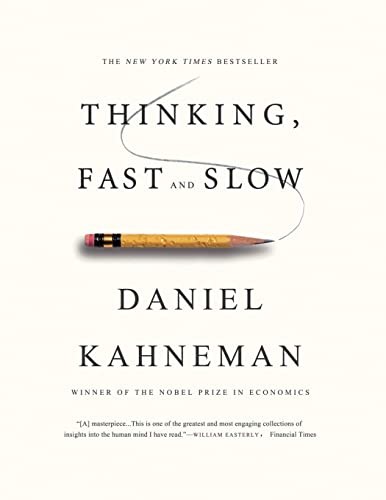 THE NEW YORK TIMES BESTSELLER
THINKING,
FAST AND SLOW
DANIEL
KAHNEMAN
WINNER OF THE NOBEL PRIZE IN ECONOMICS
“[A] masterpiece...This is one of the greatest and most engaging collections of
insights into the human mind I have read.”—WILLIAM EASTERLY, Financial Times